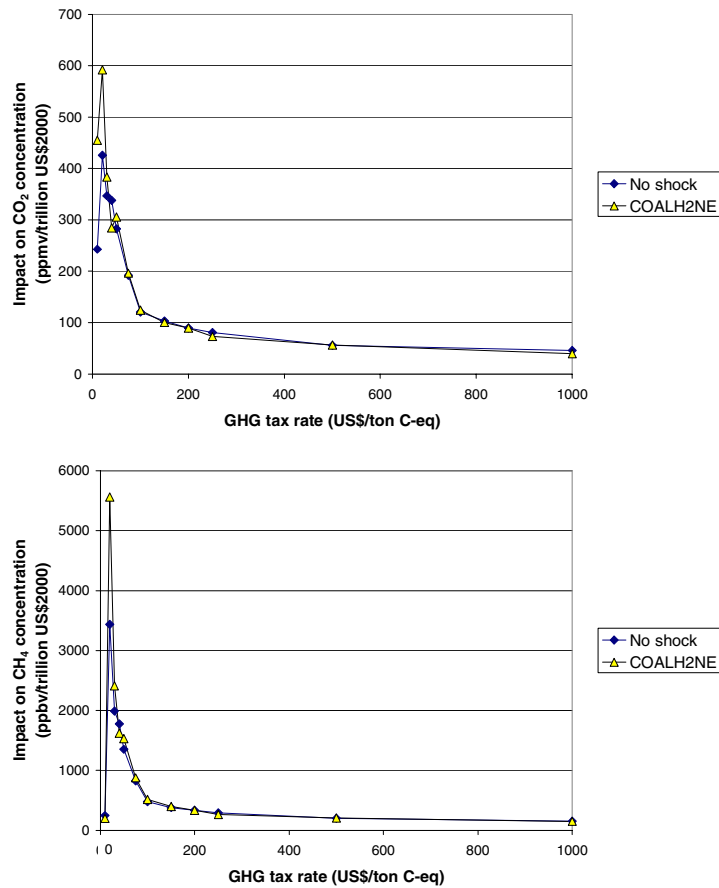 700
600
500
400
300
200
100
0
Impact on CO2 concentration
(ppmv/trillion US$2000)
0 200 400 600 800 1000
GHG tax rate (US$/ton C-eq)
No shock
COALH2NE
6000
5000
4000
3000
2000
1000
0
Impact on CH4 concentration
(ppbv/trillion US$2000)
( 0 200 400 600 800 1000
GHG tax rate (US$/ton C-eq)
No shock
COALH2NE